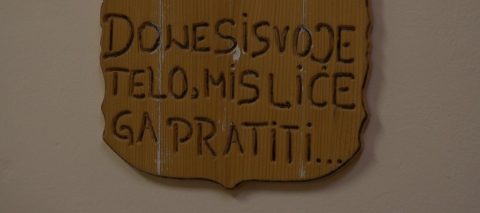 DONESI SVOJE
TELO, MISLI ĆE
GA PRATITI...